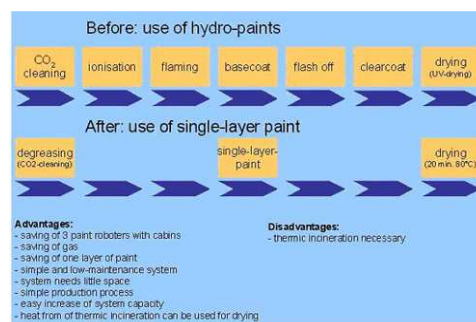 Before: use of hydro-paints
CO2 cleaning
ionisation
flaming
basecoat
flash off
clearcoat
drying (UV-drying)
After: use of single-layer paint
degreasing (CO2-cleaning)
single-layer-paint
drying (20 min. 80°C)
Advantages:
- saving of 3 paint roboters with cabins
- saving of gas
- saving of one layer of paint
- simple and low-maintenance system
- system needs little space
- simple production process
- easy increase of system capacity
- heat from of thermic incineration can be used for drying
Disadvantages:
- thermic incineration necessary